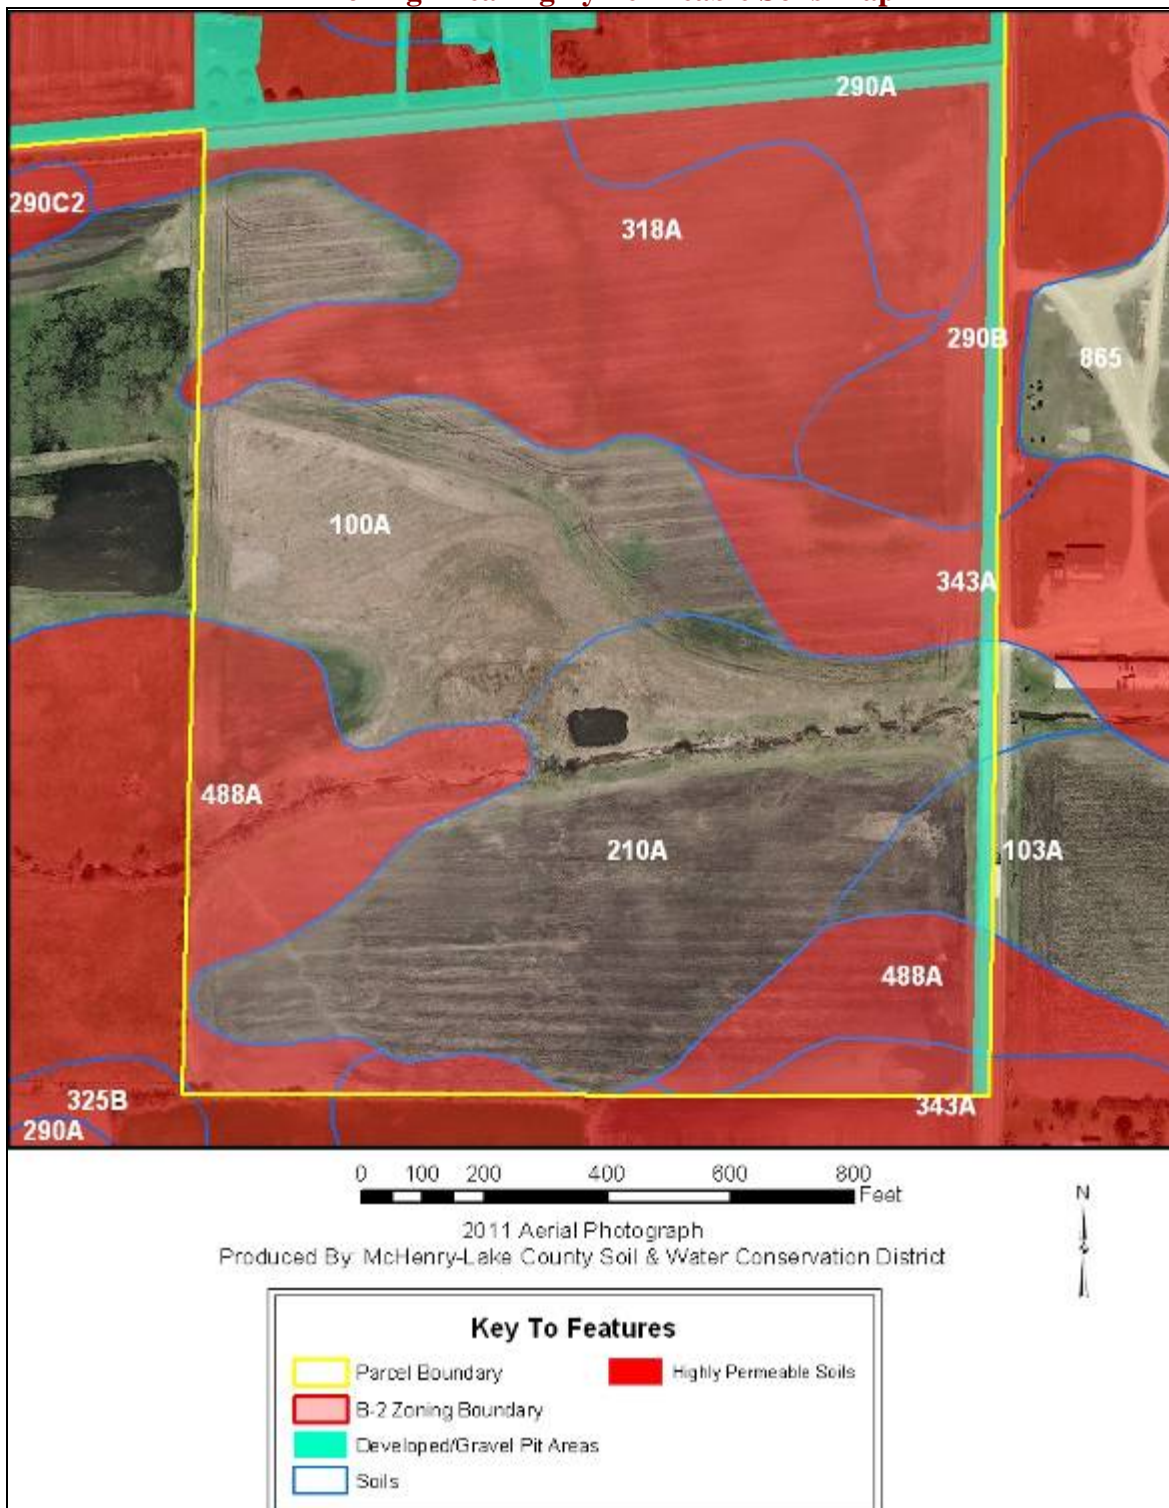 290A
290C2
318A
290B
865
100A
343A
488A
210A
103A
488A
325B
343A
290A
0 100 200 400 600 800
Feet
N
2011 Aerial Photograph
Produced By: McHenry-Lake County Soil & Water Conservation District
Key To Features
Parcel Boundary
Highly Permeable Soils
B-2 Zoning Boundary
Developed/Gravel Pit Areas
Soils